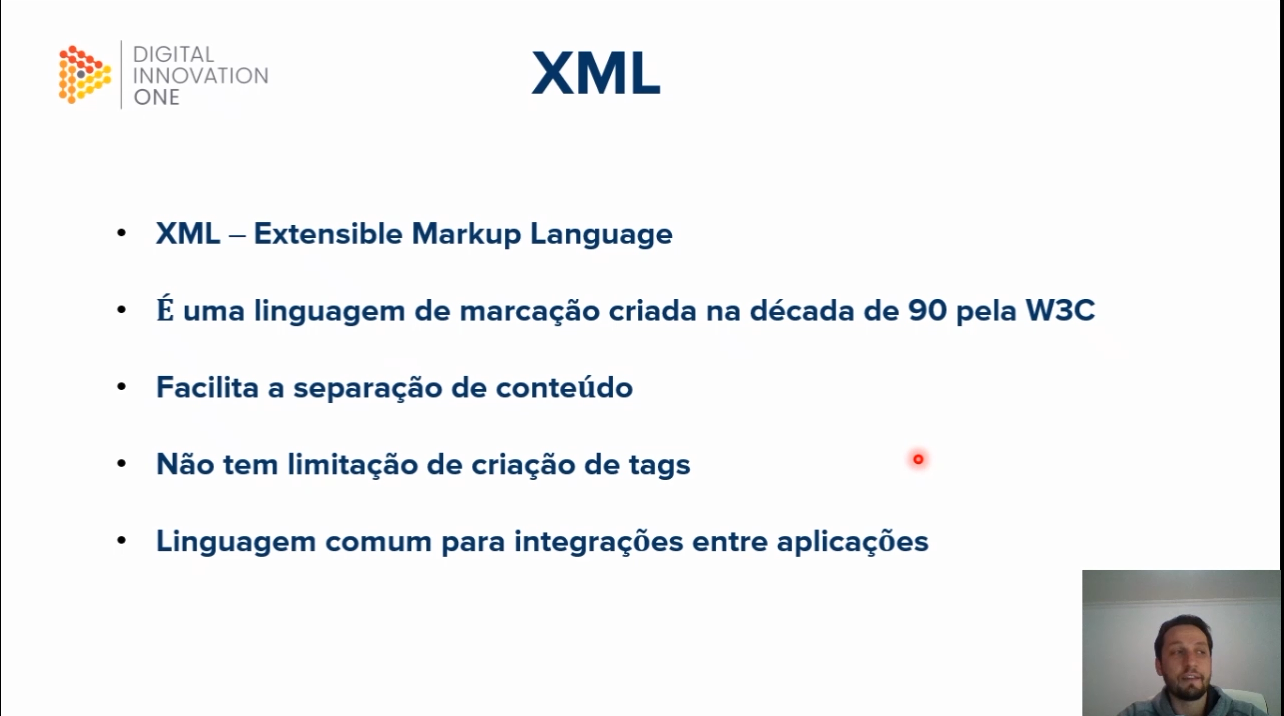 DIGITAL
INNOVATION
ONE
XML
• XML – Extensible Markup Language
• É uma linguagem de marcação criada na década de 90 pela W3C
• Facilita a separação de conteúdo
• Não tem limitação de criação de tags
• Linguagem comum para integrações entre aplicações